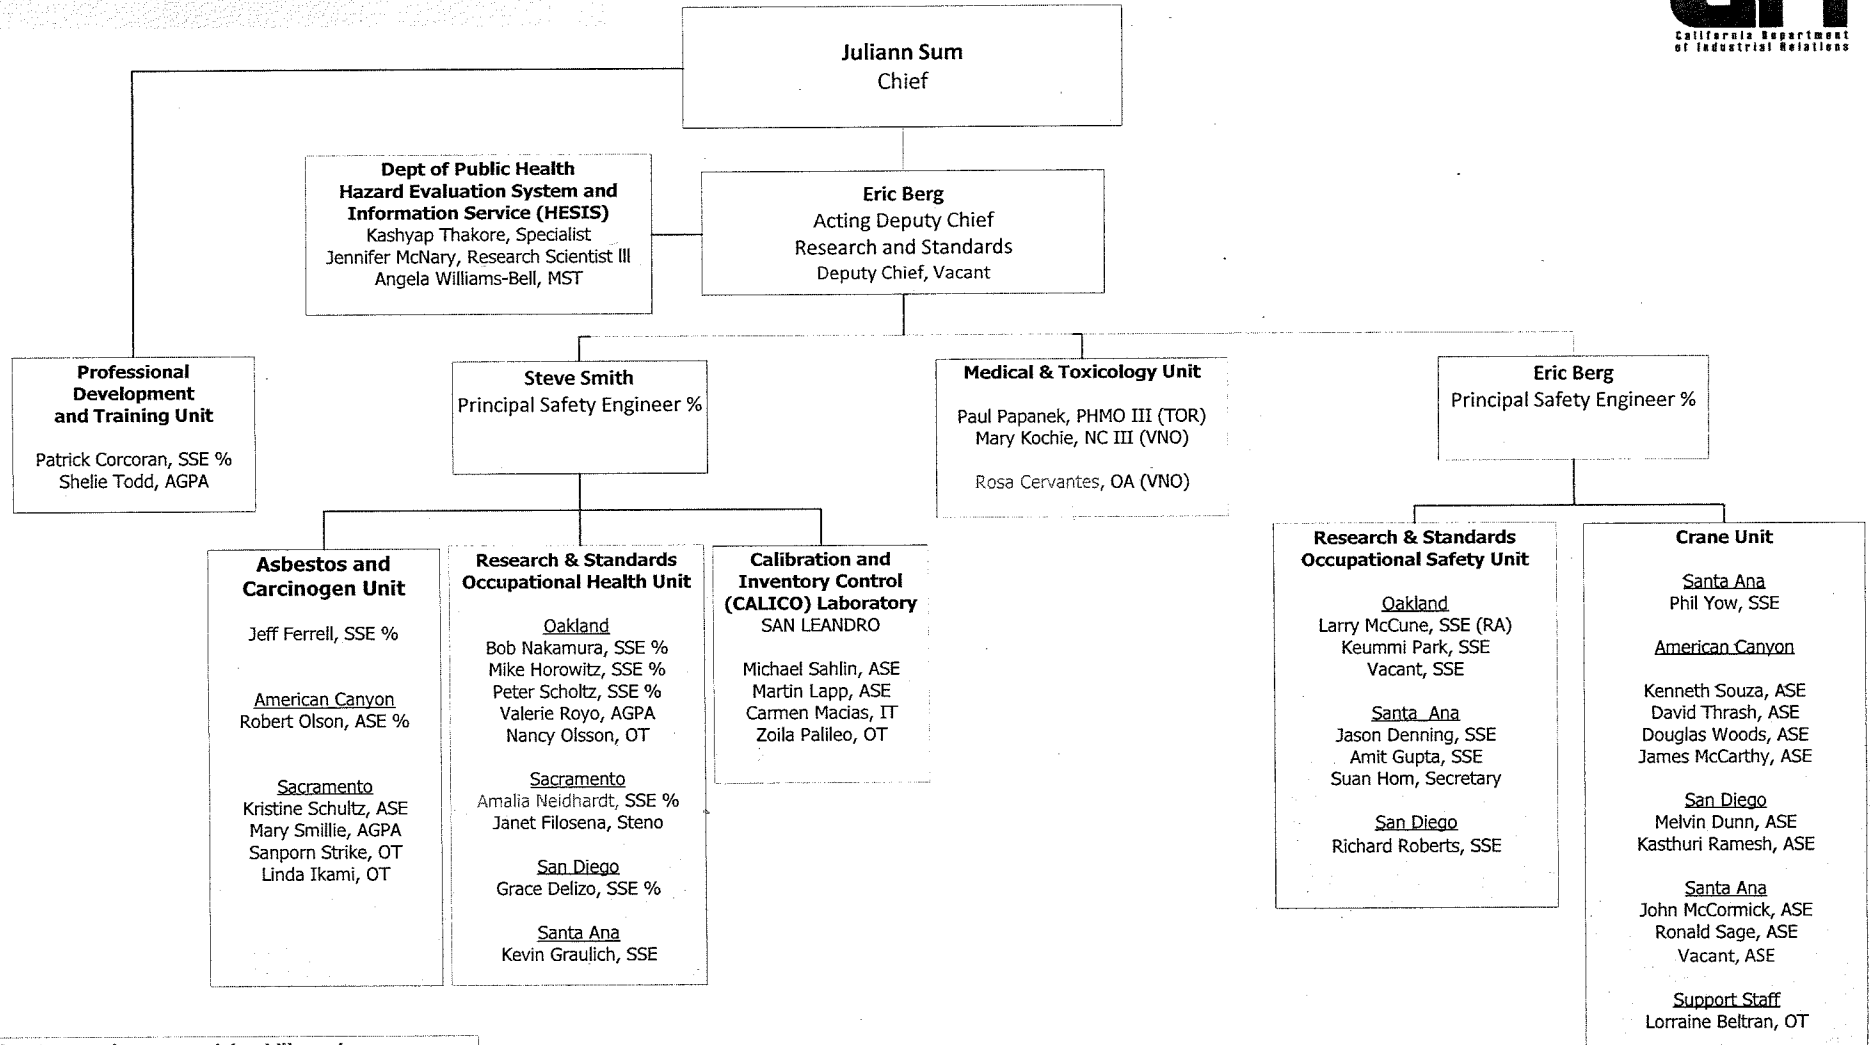 California Department
of Industrial Relations
Juliann Sum
Chief
Dept of Public Health
Hazard Evaluation System and
Information Service (HESIS)
Kashyap Thakore, Specialist
Jennifer McNary, Research Scientist III
Angela Williams-Bell, MST
Eric Berg
Acting Deputy Chief
Research and Standards
Deputy Chief, Vacant
Professional
Development
and Training Unit
Patrick Corcoran, SSE %
Shelie Todd, AGPA
Steve Smith
Principal Safety Engineer %
Medical & Toxicology Unit
Paul Papanek, PHMO III (TOR)
Mary Kochie, NC III (VNO)
Rosa Cervantes, OA (VNO)
Eric Berg
Principal Safety Engineer %
Asbestos and
Carcinogen Unit
Jeff Ferrell, SSE %
American Canyon
Robert Olson, ASE %
Sacramento
Kristine Schultz, ASE
Mary Smillie, AGPA
Sanporn Strike, OT
Linda Ikami, OT
Research & Standards
Occupational Health Unit
Oakland
Bob Nakamura, SSE %
Mike Horowitz, SSE %
Peter Scholtz, SSE %
Valerie Royo, AGPA
Nancy Olsson, OT
Sacramento
Amalia Neidhardt, SSE %
Janet Filosena, Steno
San Diego
Grace Delizo, SSE %
Santa Ana
Kevin Graulich, SSE
Calibration and
Inventory Control
(CALICO) Laboratory
SAN LEANDRO
Michael Sahlin, ASE
Martin Lapp, ASE
Carmen Macias, IT
Zoila Palileo, OT
Research & Standards
Occupational Safety Unit
Oakland
Larry McCune, SSE (RA)
Keummi Park, SSE
Vacant, SSE
Santa Ana
Jason Denning, SSE
Amit Gupta, SSE
Suan Hom, Secretary
San Diego
Richard Roberts, SSE
Crane Unit
Santa Ana
Phil Yow, SSE
American Canyon
Kenneth Souza, ASE
David Thrash, ASE
Douglas Woods, ASE
James McCarthy, ASE
San Diego
Melvin Dunn, ASE
Kasthuri Ramesh, ASE
Santa Ana
John McCormick, ASE
Ronald Sage, ASE
Vacant, ASE
Support Staff
Lorraine Beltran, OT